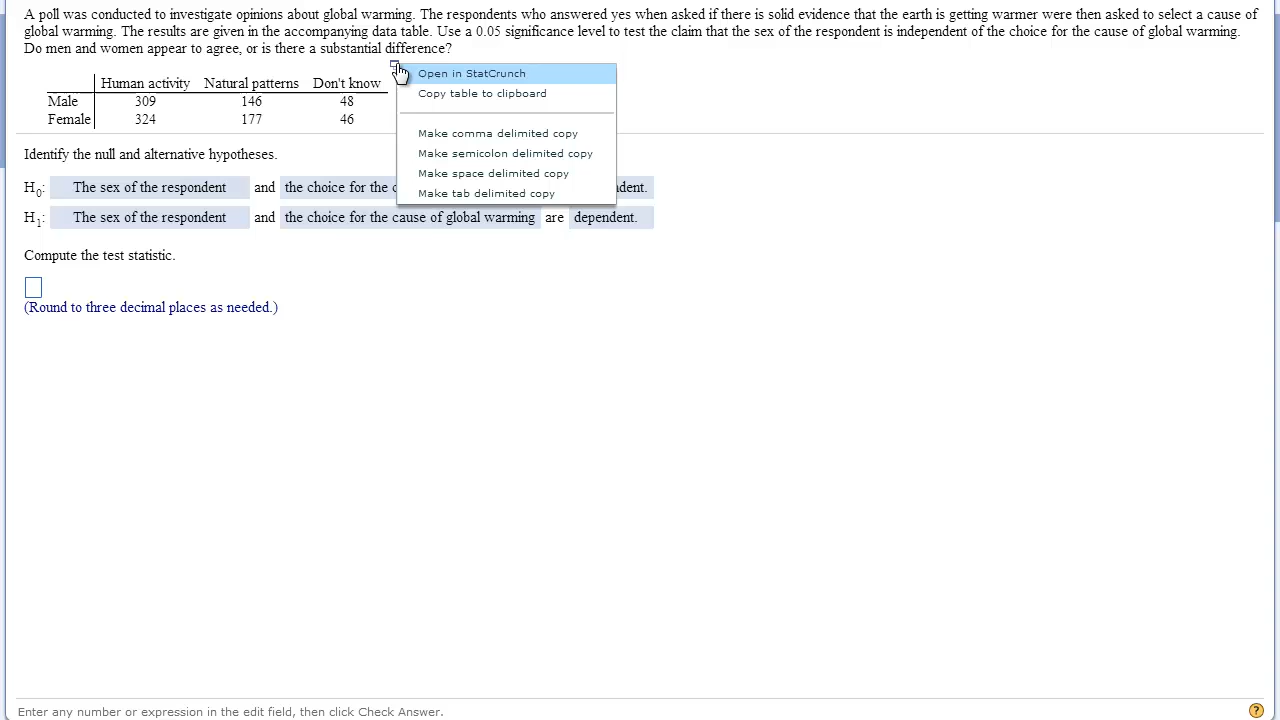 A poll was conducted to investigate opinions about global warming. The respondents who answered yes when asked if there is solid evidence that the earth is getting warmer were then asked to select a cause of
global warming. The results are given in the accompanying data table. Use a 0.05 significance level to test the claim that the sex of the respondent is independent of the choice for the cause of global warming.
Do men and women appear to agree, or is there a substantial difference?
Human activity Natural patterns Don't know
Male 309 146 48
Female 324 177 46
Open in StatCrunch
Copy table to clipboard
Make comma delimited copy
Make semicolon delimited copy
Make space delimited copy
Make tab delimited copy
Identify the null and alternative hypotheses.
H0: The sex of the respondent and the choice for the
H1: The sex of the respondent and the choice for the cause of global warming are dependent.
Compute the test statistic.
(Round to three decimal places as needed.)
Enter any number or expression in the edit field, then click Check Answer.
?